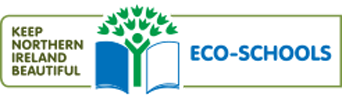 KEEP
NORTHERN
IRELAND
BEAUTIFUL
ECO-SCHOOLS